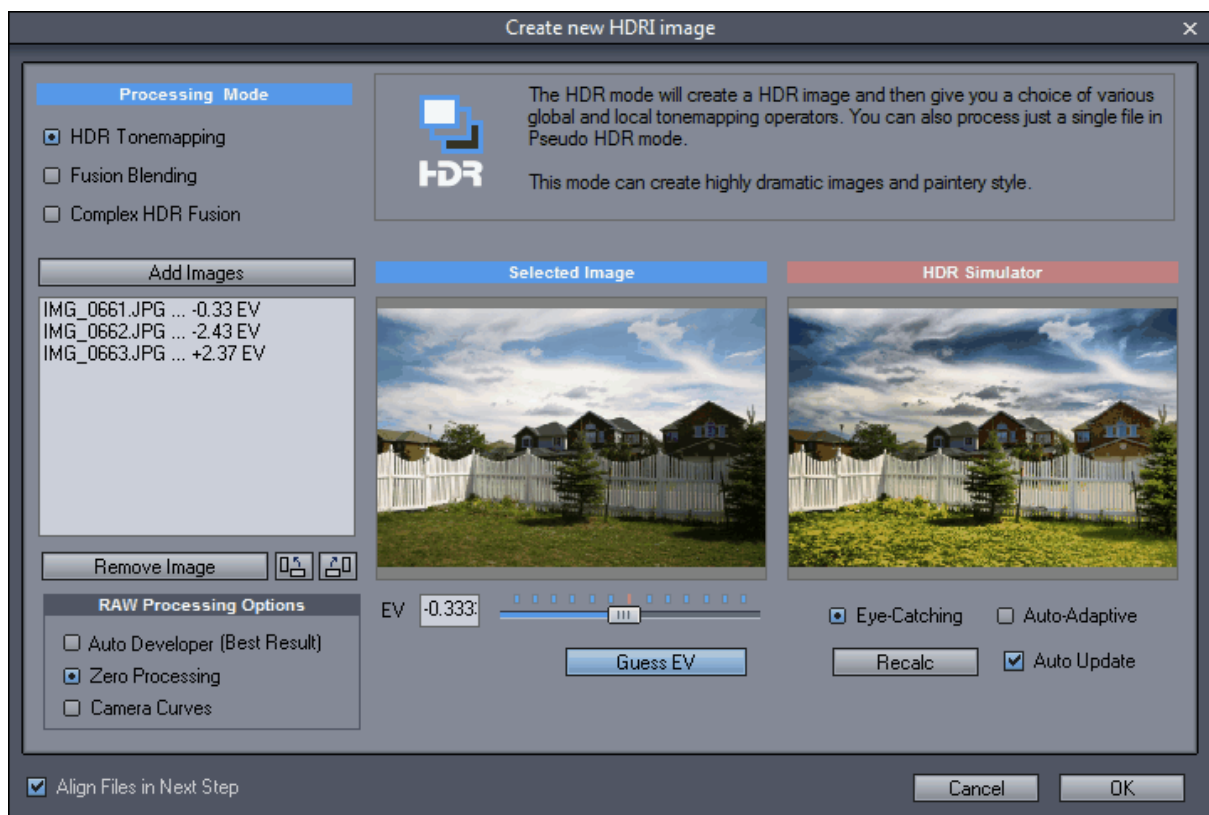 Create new HDRI image
Processing Mode
HDR Tonemapping
Fusion Blending
Complex HDR Fusion
HDR
The HDR mode will create a HDR image and then give you a choice of various
global and local tonemapping operators. You can also process just a single file in
Pseudo HDR mode.
This mode can create highly dramatic images and paintery style.
Add Images
IMG_0661.JPG ... -0.33 EV
IMG_0662.JPG ... -2.43 EV
IMG_0663.JPG ... +2.37 EV
Remove Image
Selected Image
HDR Simulator
RAW Processing Options
Auto Developer (Best Result)
Zero Processing
Camera Curves
EV -0.333
Guess EV
Eye-Catching
Auto-Adaptive
Recalc
Auto Update
Align Files in Next Step
Cancel
OK